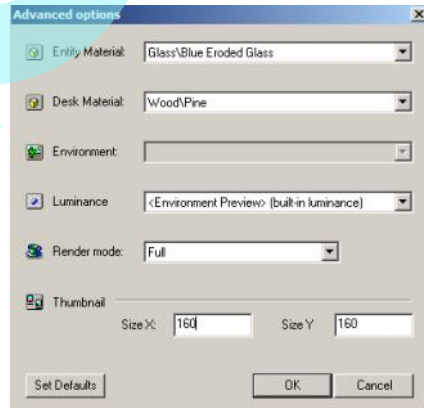 Advanced options
Entity Material: Glass\Blue Eroded Glass
Desk Material: Wood\Pine
Environment:
Luminance <Environment Preview> (built-in luminance)
Render mode: Full
Thumbnail
Size X: 160 Size Y 160
Set Defaults OK Cancel